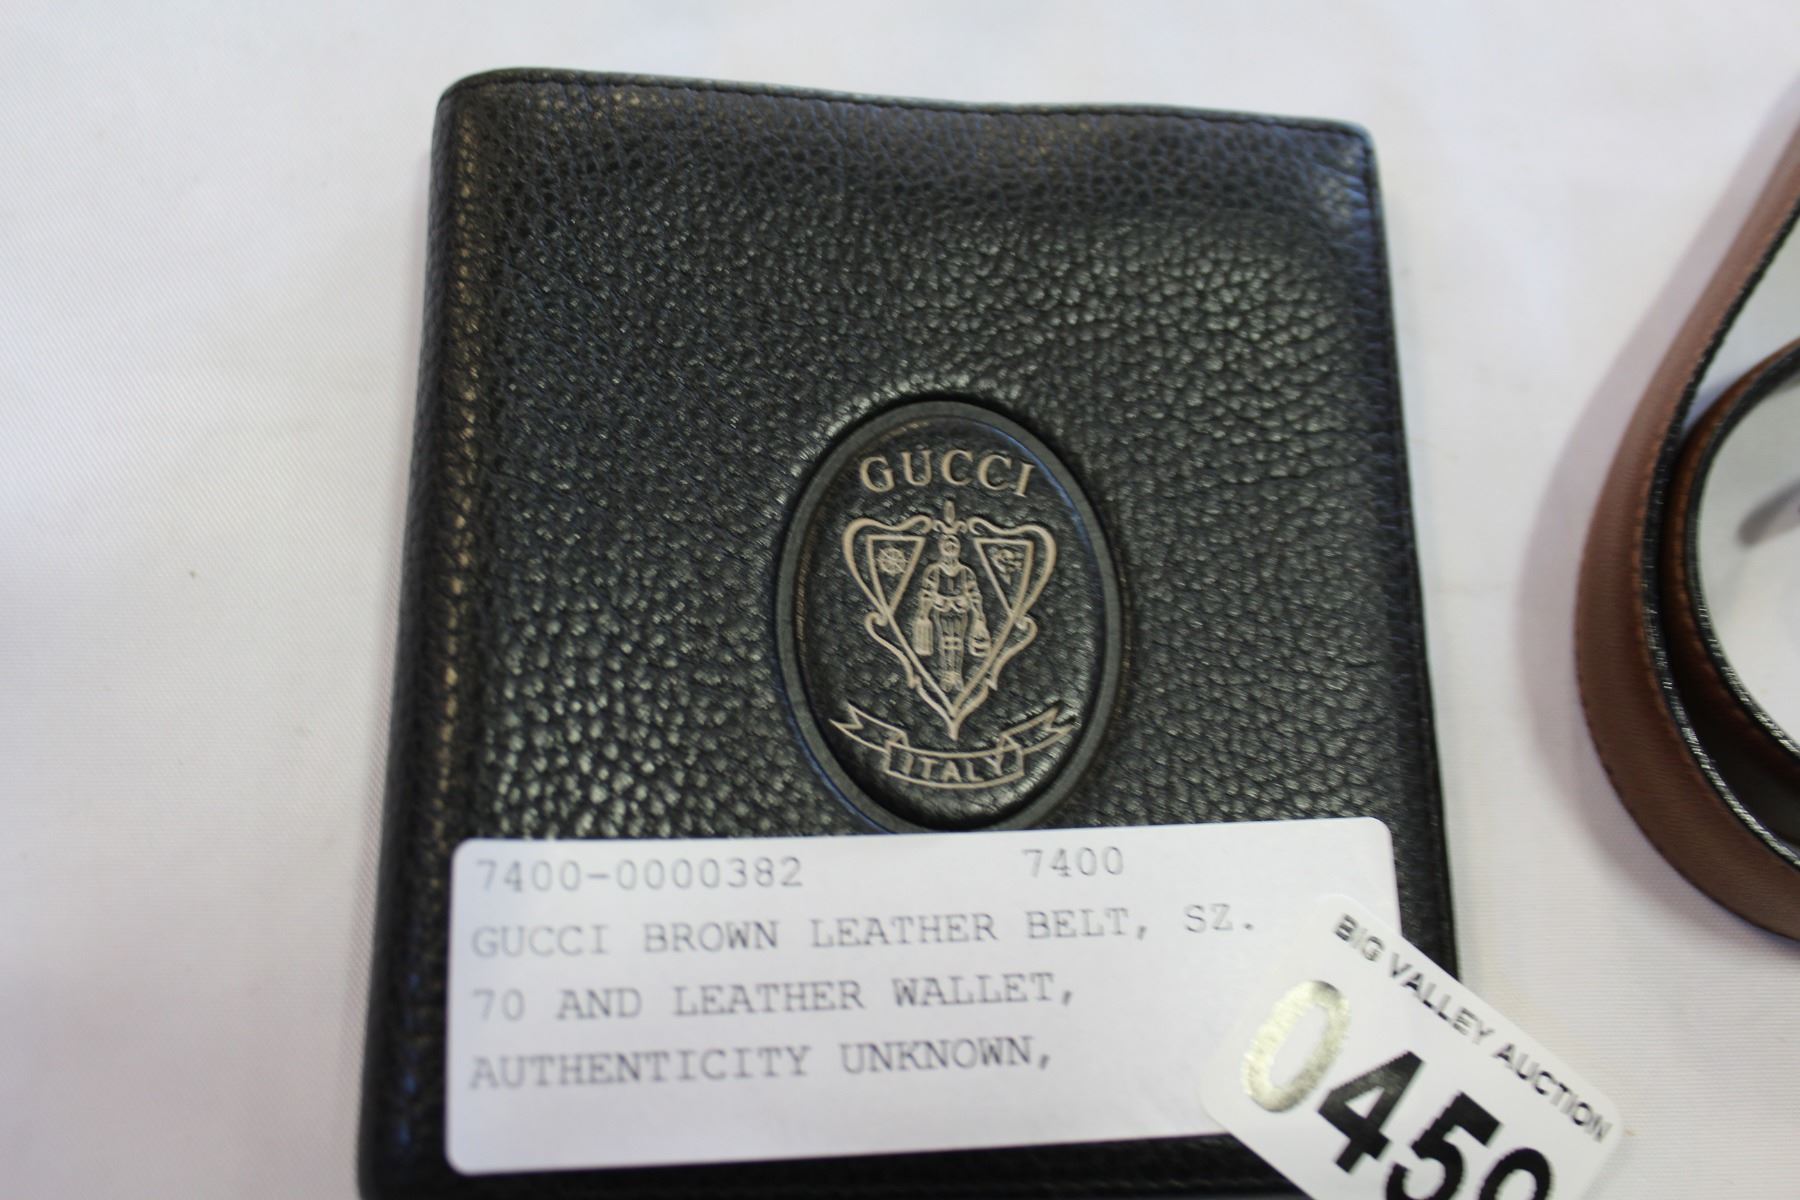 GUCCI
ITALY
7400-0000382 7400
GUCCI BROWN LEATHER BELT, SZ.
70 AND LEATHER WALLET,
AUTHENTICITY UNKNOWN,
BIG VALLEY AUCTION